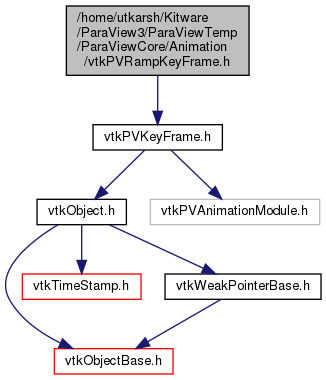 /home/utkarsh/Kitware
/ParaView3/ParaViewTemp
/ParaViewCore/Animation
/vtkPVRampKeyFrame.h
vtkPVKeyFrame.h
vtkObject.h
vtkPVAnimationModule.h
vtkTimeStamp.h
vtkWeakPointerBase.h
vtkObjectBase.h